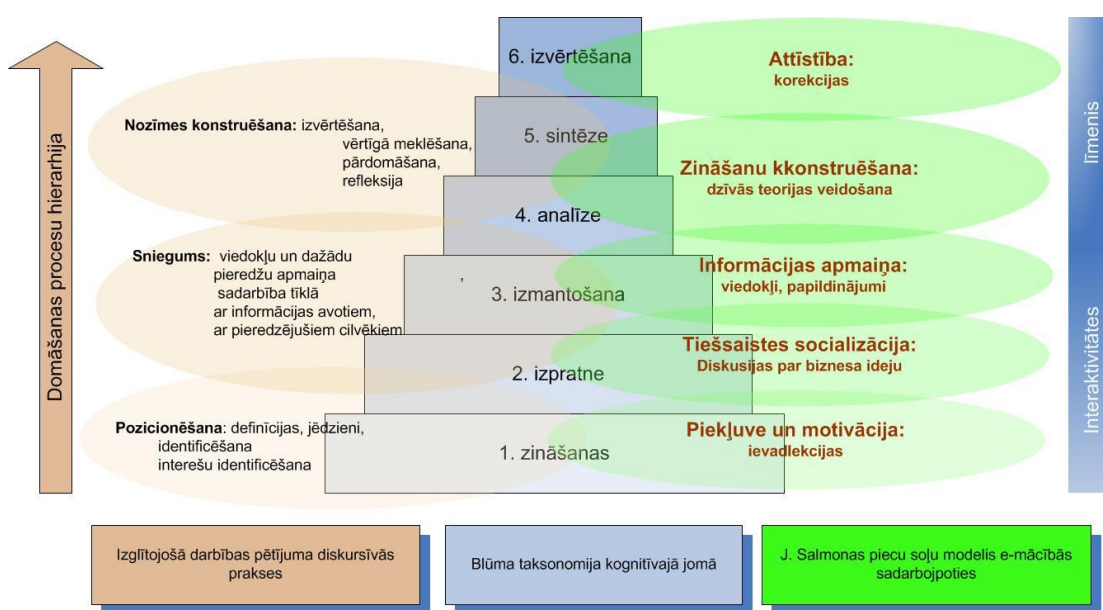 Domāšanas procesu hierarhija
Nozīmes konstruēšana: izvērtēšana,
vērtīgā meklēšana,
pārdomāšana,
refleksija
Sniegums: viedokļu un dažādu
pieredžu apmaiņa
sadarbība tīklā
ar informācijas avotiem,
ar pieredzējušiem cilvēkiem
Pozicionēšana: definīcijas, jēdzieni,
identificēšana
interešu identificēšana
6. izvērtēšana
5. sintēze
4. analīze
,
3. izmantošana
2. izpratne
1. zināšanas
Attīstība:
korekcijas
Zināšanu kkonstruēšana:
dzīvās teorijas veidošana
Informācijas apmaiņa:
viedokļi, papildinājumi
Tiešsaistes socializācija:
Diskusijas par biznesa ideju
Piekļuve un motivācija:
ievadlekcijas
Interaktivitātes līmenis
Izglītojošā darbības pētījuma diskursīvās
prakses
Blūma taksonomija kognitīvajā jomā
J. Salmonas piecu soļu modelis e-mācībās
sadarbojpoties